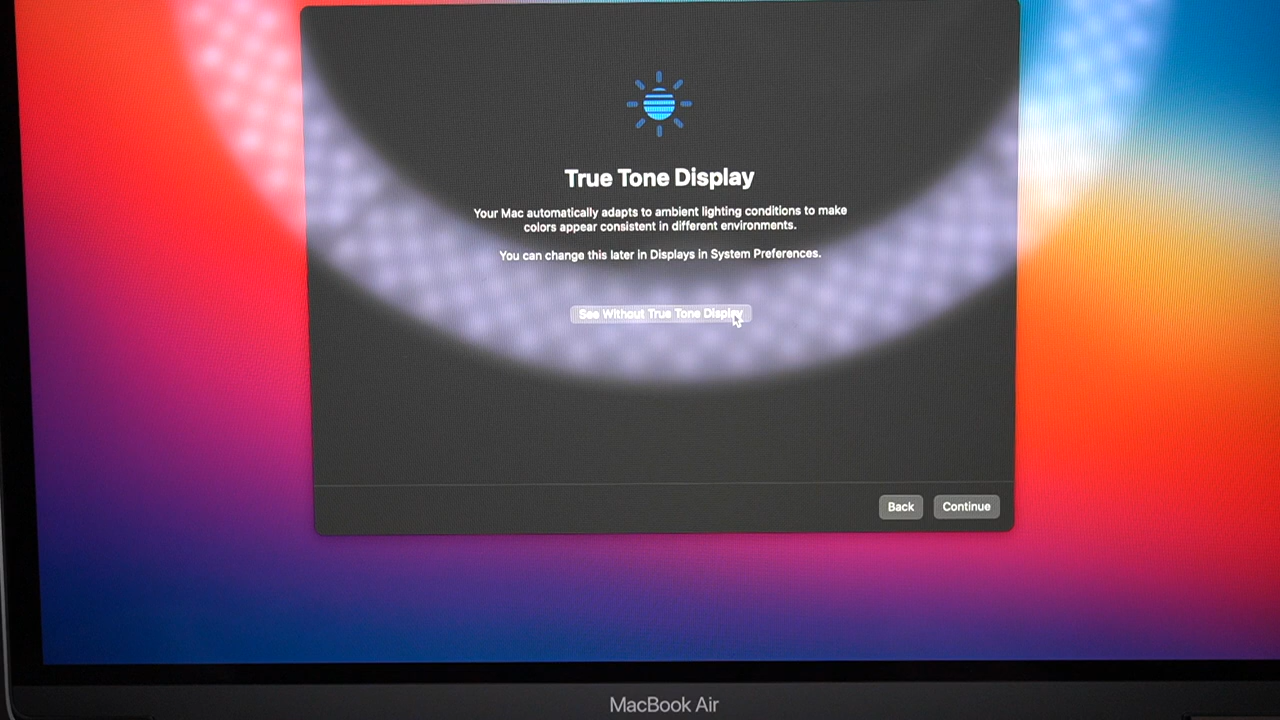 True Tone Display
Your Mac automatically adapts to ambient lighting conditions to make
colors appear consistent in different environments.
You can change this later in Displays in System Preferences.
See Without True Tone Display
Back
Continue
MacBook Air